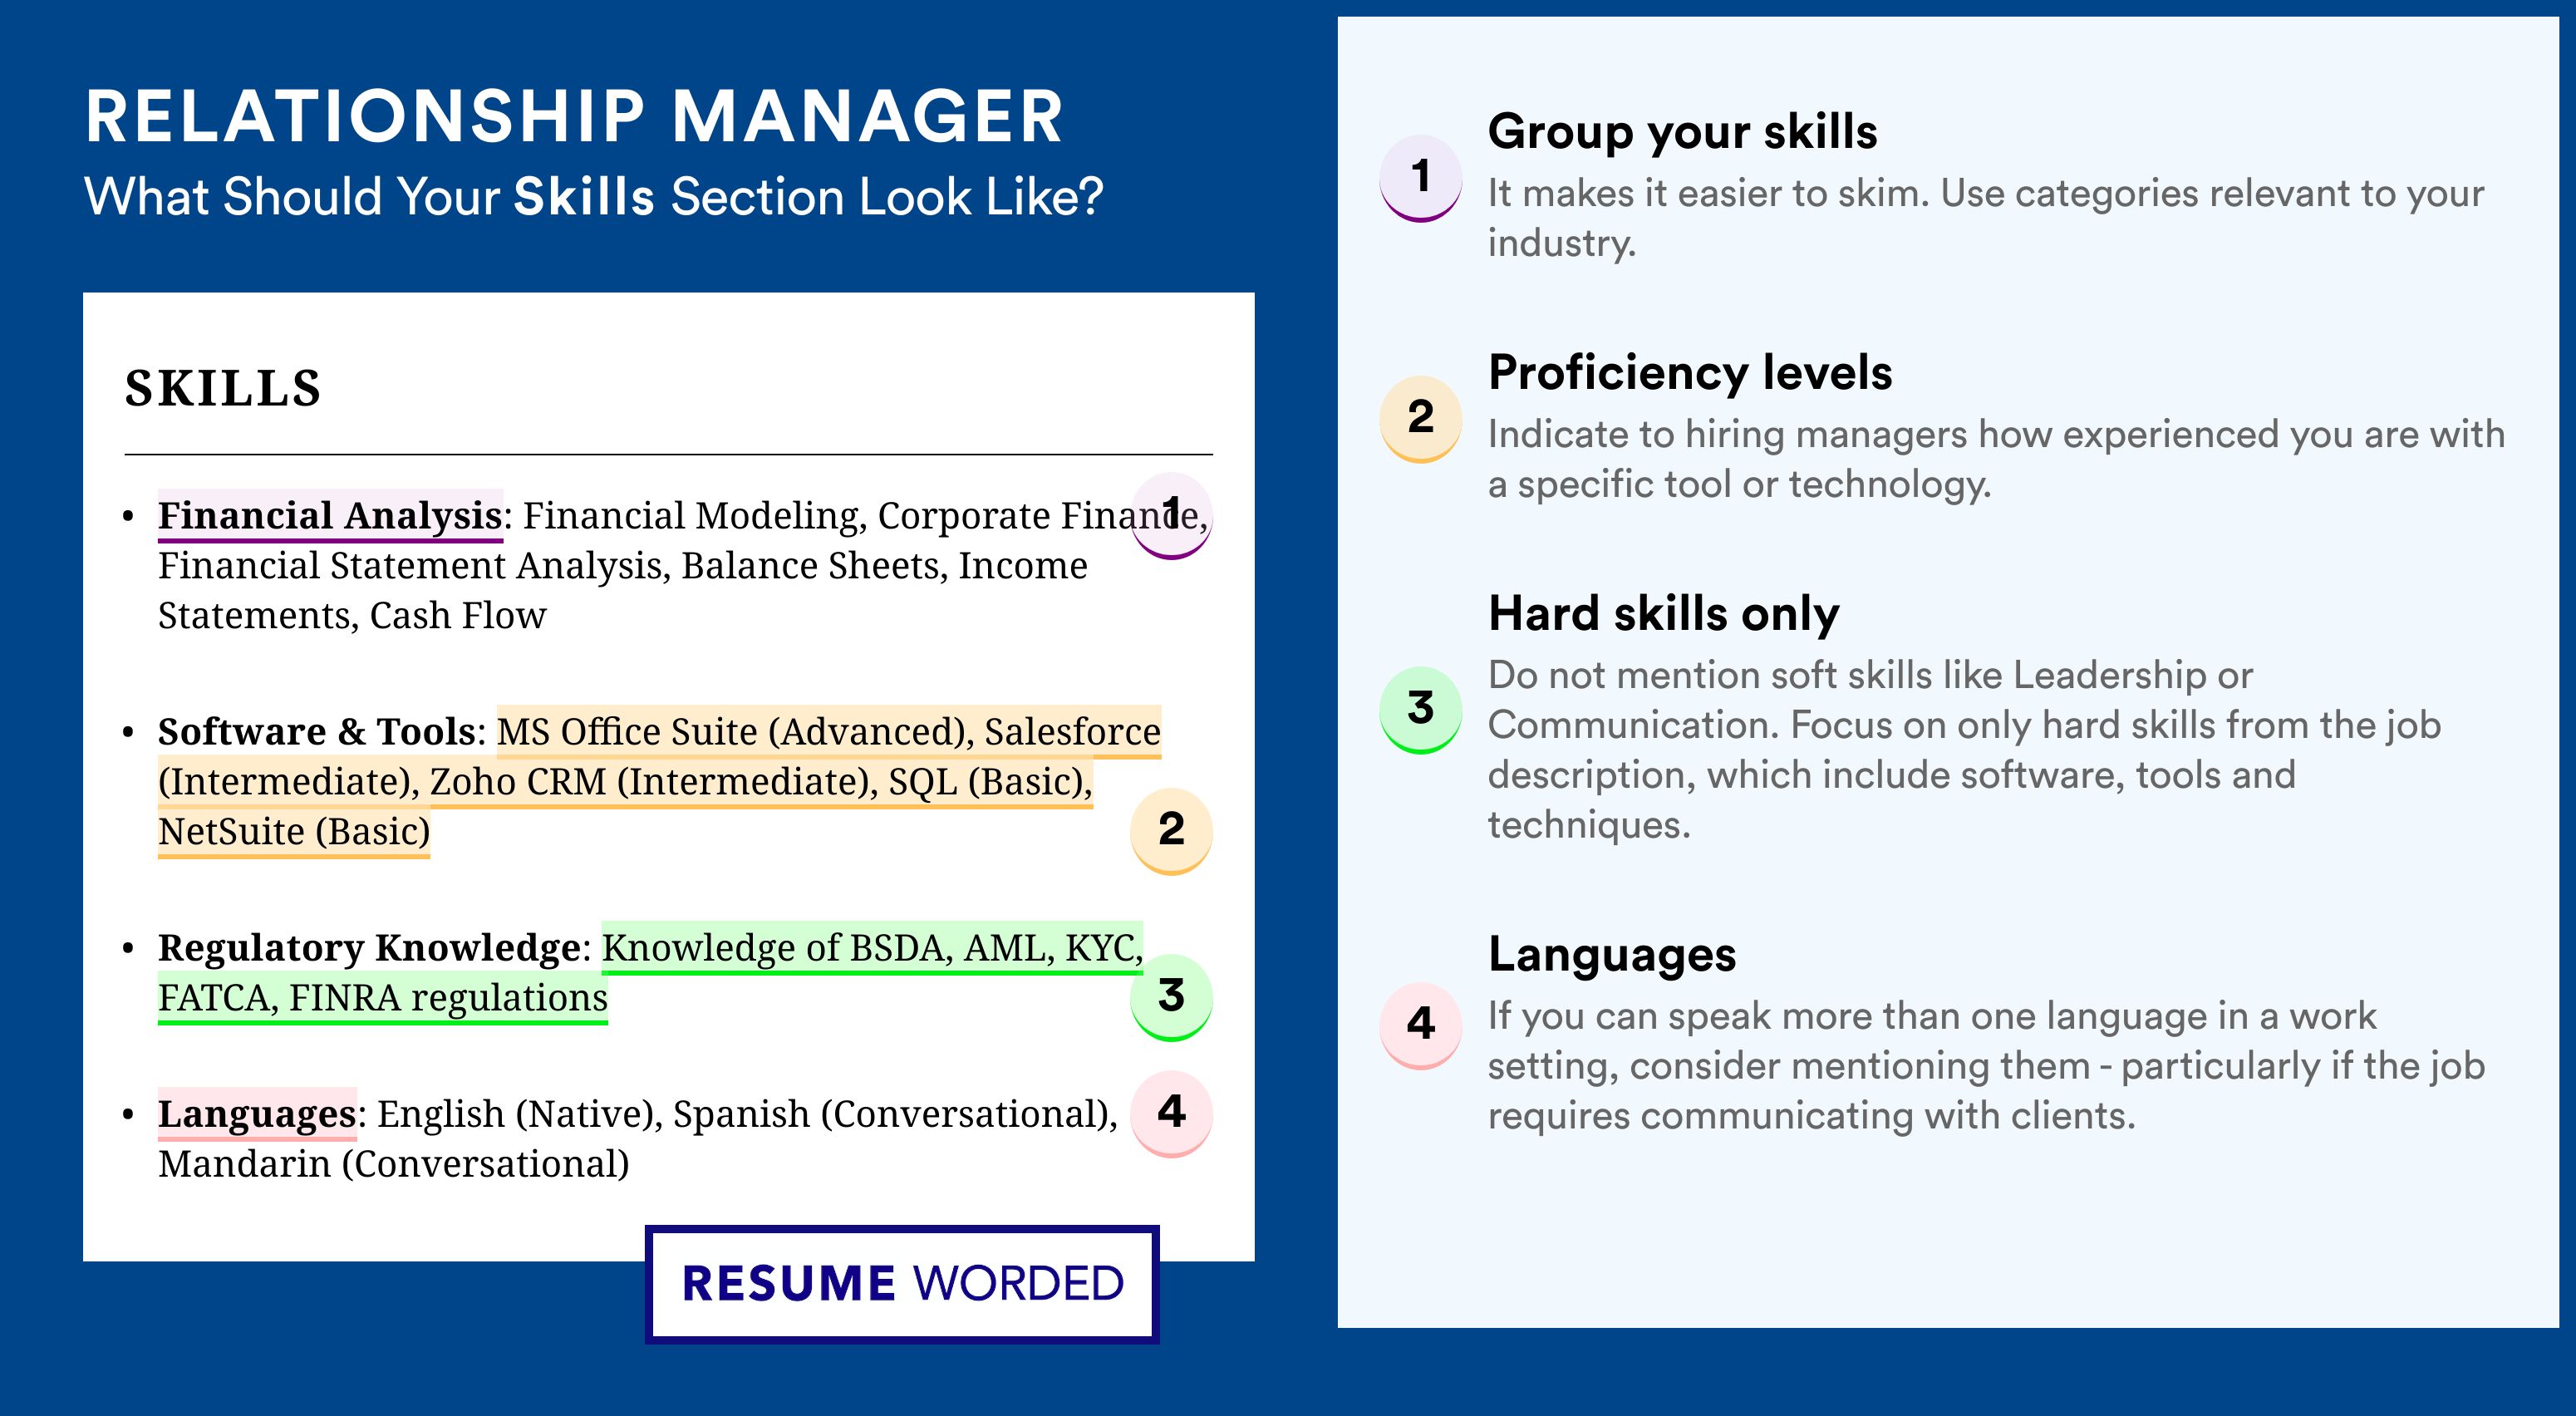 RELATIONSHIP MANAGER
What Should Your Skills Section Look Like?
SKILLS
• Financial Analysis: Financial Modeling, Corporate Finance,
Financial Statement Analysis, Balance Sheets, Income
Statements, Cash Flow
1
• Software & Tools: MS Office Suite (Advanced), Salesforce
(Intermediate), Zoho CRM (Intermediate), SQL (Basic),
NetSuite (Basic)
2
• Regulatory Knowledge: Knowledge of BSDA, AML, KYC,
FATCA, FINRA regulations
3
• Languages: English (Native), Spanish (Conversational),
Mandarin (Conversational)
4
RESUME WORDED
1
Group your skills
It makes it easier to skim. Use categories relevant to your
industry.
2
Proficiency levels
Indicate to hiring managers how experienced you are with
a specific tool or technology.
3
Hard skills only
Do not mention soft skills like Leadership or
Communication. Focus on only hard skills from the job
description, which include software, tools and
techniques.
4
Languages
If you can speak more than one language in a work
setting, consider mentioning them - particularly if the job
requires communicating with clients.